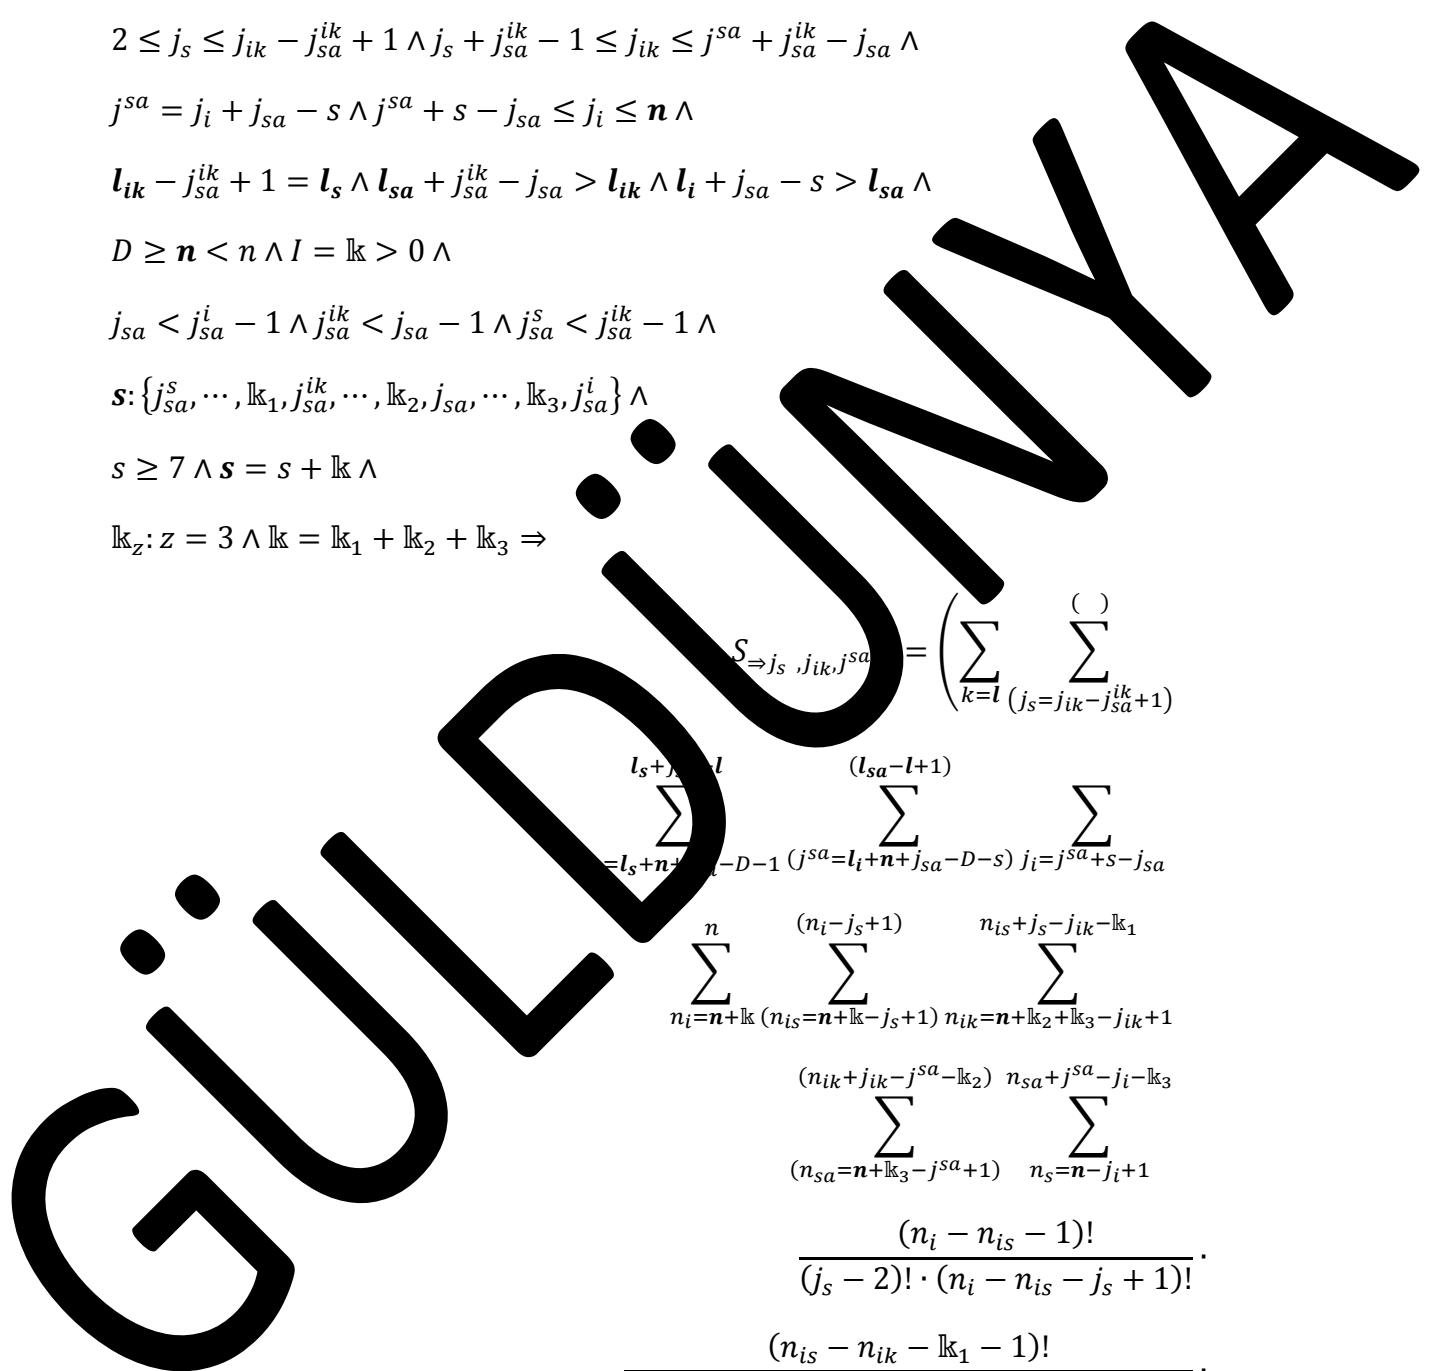 2 ≤ j_s ≤ j_{ik} − j_{sa}^{ik} + 1 ∧ j_s + j_{sa}^{ik} − 1 ≤ j_{ik} ≤ j^{sa} + j_{sa}^{ik} − j_{sa} ∧
j^{sa} = j_i + j_{sa} − s ∧ j^{sa} + s − j_{sa} ≤ j_i ≤ n ∧
l_{ik} − j_{sa}^{ik} + 1 = l_s ∧ l_{sa} + j_{sa}^{ik} − j_{sa} > l_{ik} ∧ l_i + j_{sa} − s > l_{sa} ∧
D ≥ n < n ∧ I = 𝕜 > 0 ∧
j_{sa} < j_{sa}^i − 1 ∧ j_{sa}^{ik} < j_{sa} − 1 ∧ j_{sa}^s < j_{sa}^{ik} − 1 ∧
s: {j_{sa}^s, ⋯, 𝕜_1, j_{sa}^{ik}, ⋯, 𝕜_2, j_{sa}, ⋯, 𝕜_3, j_{sa}^i} ∧
s ≥ 7 ∧ s = s + 𝕜 ∧
𝕜_z: z = 3 ∧ 𝕜 = 𝕜_1 + 𝕜_2 + 𝕜_3 ⇒
S_{⇒j_s ,j_{ik},j^{sa}} = ( ∑_{k=l} ∑_{(j_s=j_{ik}−j_{sa}^{ik}+1)}^{( )}
∑ ∑_{(j^{sa}=l_i+n+j_{sa}−D−s)}^{(l_{sa}−l+1)} ∑_{j_i=j^{sa}+s−j_{sa}}
∑_{n_i=n+𝕜}^{n} ∑_{(n_{is}=n+𝕜−j_s+1)}^{(n_i−j_s+1)} ∑_{n_{ik}=n+𝕜_2+𝕜_3−j_{ik}+1}^{n_{is}+j_s−j_{ik}−𝕜_1}
∑_{(n_{sa}=n+𝕜_3−j^{sa}+1)}^{(n_{ik}+j_{ik}−j^{sa}−𝕜_2)} ∑_{n_s=n−j_i+1}^{n_{sa}+j^{sa}−j_i−𝕜_3}
(n_i − n_{is} − 1)!
(j_s − 2)! · (n_i − n_{is} − j_s + 1)! ·
(n_{is} − n_{ik} − 𝕜_1 − 1)! ·
GÜLDÜNYA